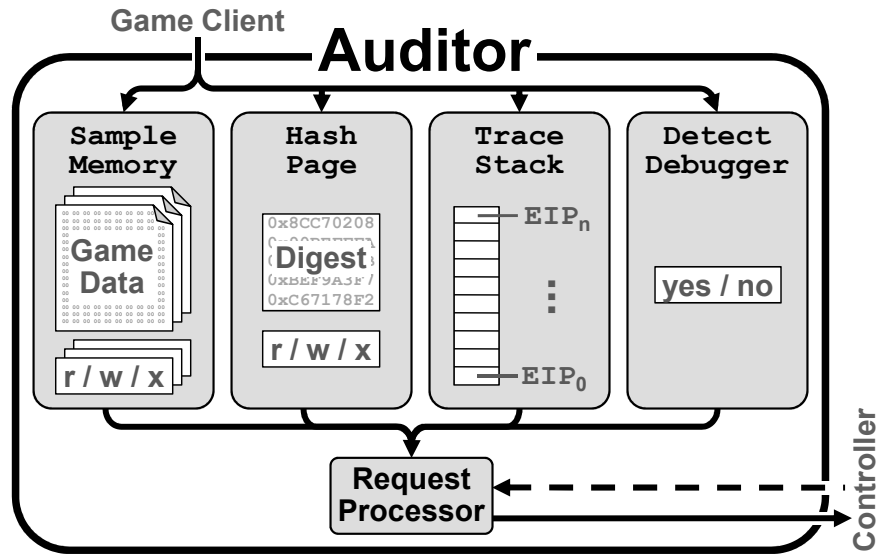 Game Client
Auditor
Sample
Memory
Game
Data
r / w / x
Hash
Page
0x8CC70208
Digest
0xBEF9A3F7
0xC67178F2
r / w / x
Trace
Stack
EIPn
⋮
EIP0
Detect
Debugger
yes / no
Request
Processor
Controller